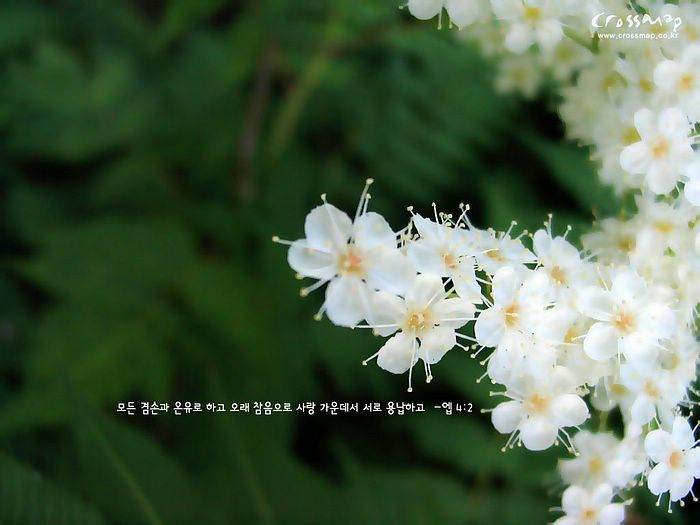 crossmap
www.crossmap.co.kr
모든 겸손과 온유로 하고 오래 참음으로 사랑 가운데서 서로 용납하고 -엡 4:2